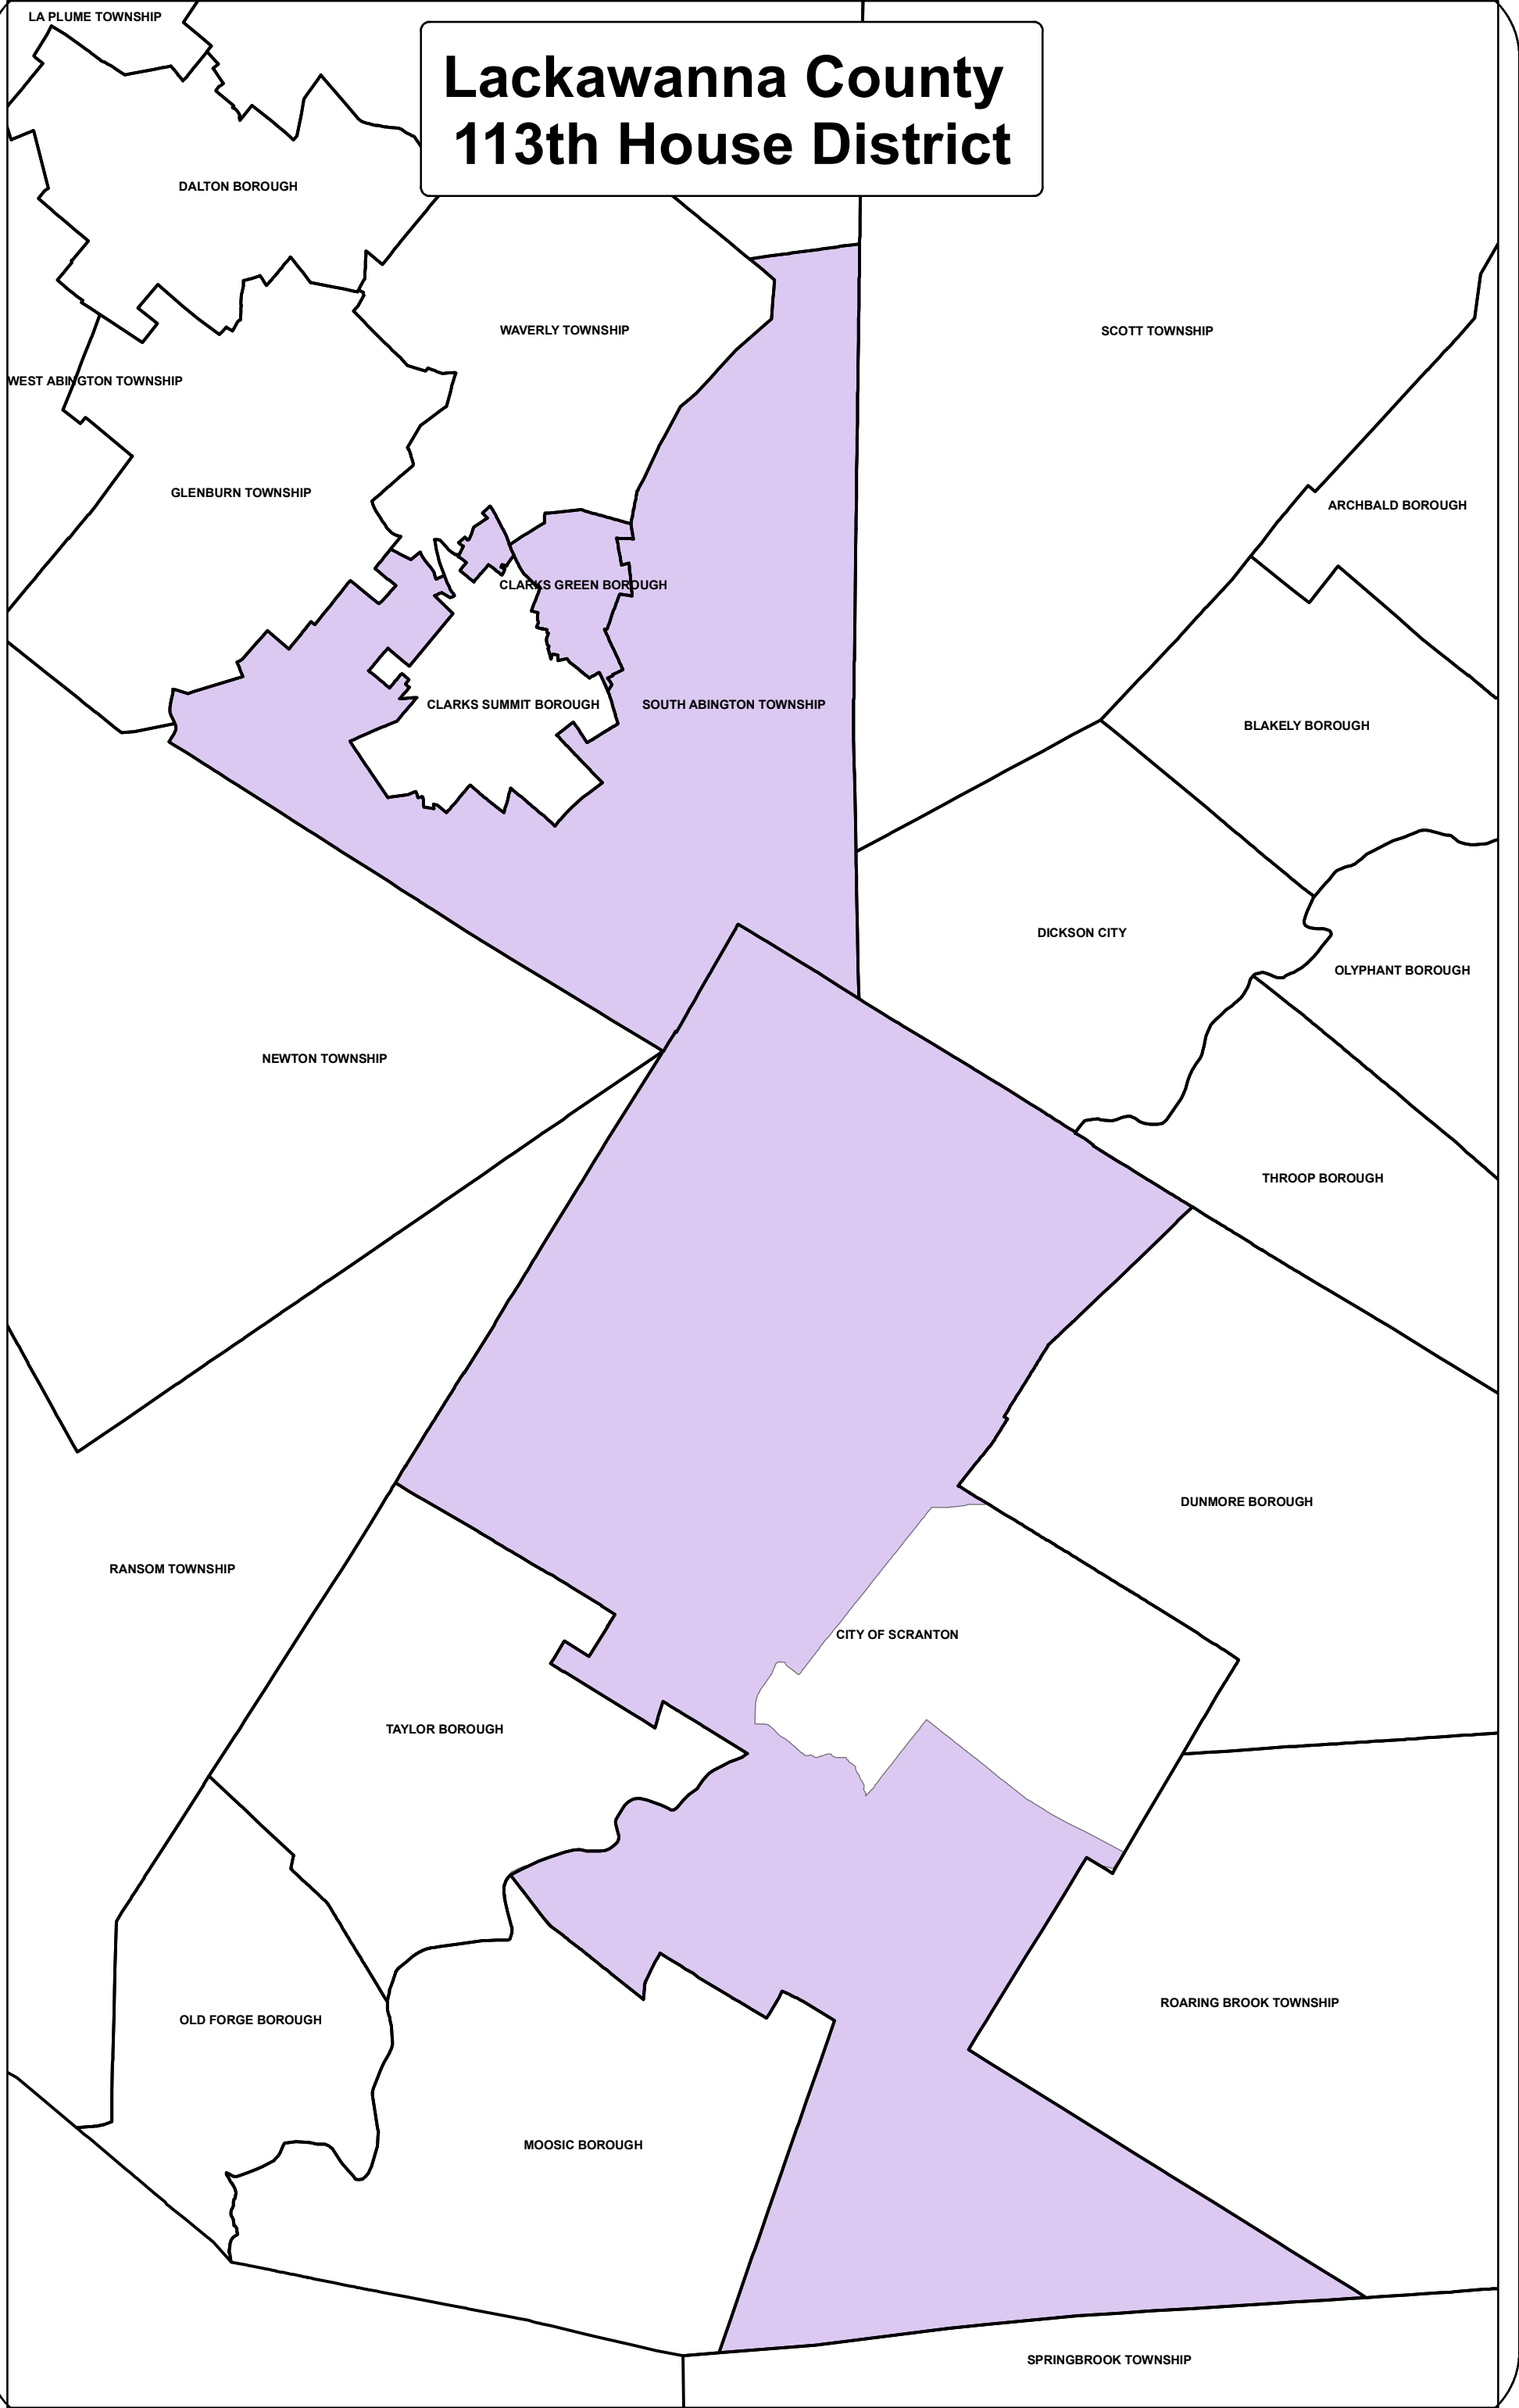 LA PLUME TOWNSHIP
Lackawanna County
113th House District
DALTON BOROUGH
WAVERLY TOWNSHIP
SCOTT TOWNSHIP
WEST ABINGTON TOWNSHIP
GLENBURN TOWNSHIP
ARCHBALD BOROUGH
CLARKS GREEN BOROUGH
CLARKS SUMMIT BOROUGH
SOUTH ABINGTON TOWNSHIP
BLAKELY BOROUGH
DICKSON CITY
OLYPHANT BOROUGH
NEWTON TOWNSHIP
THROOP BOROUGH
DUNMORE BOROUGH
RANSOM TOWNSHIP
CITY OF SCRANTON
TAYLOR BOROUGH
ROARING BROOK TOWNSHIP
OLD FORGE BOROUGH
MOOSIC BOROUGH
SPRINGBROOK TOWNSHIP